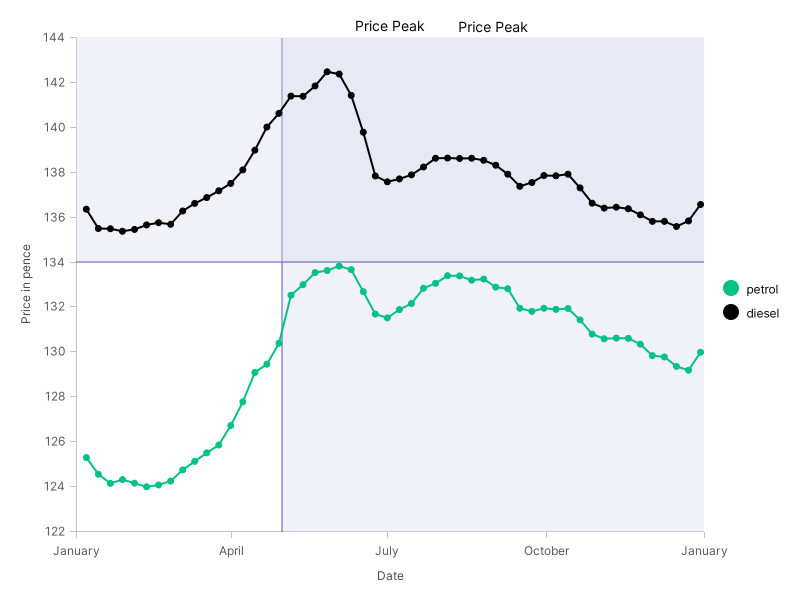 Price Peak Price Peak
144
142
140
138
136
134
132
130
128
126
124
122
Price in pence
January April July October January
Date
petrol
diesel